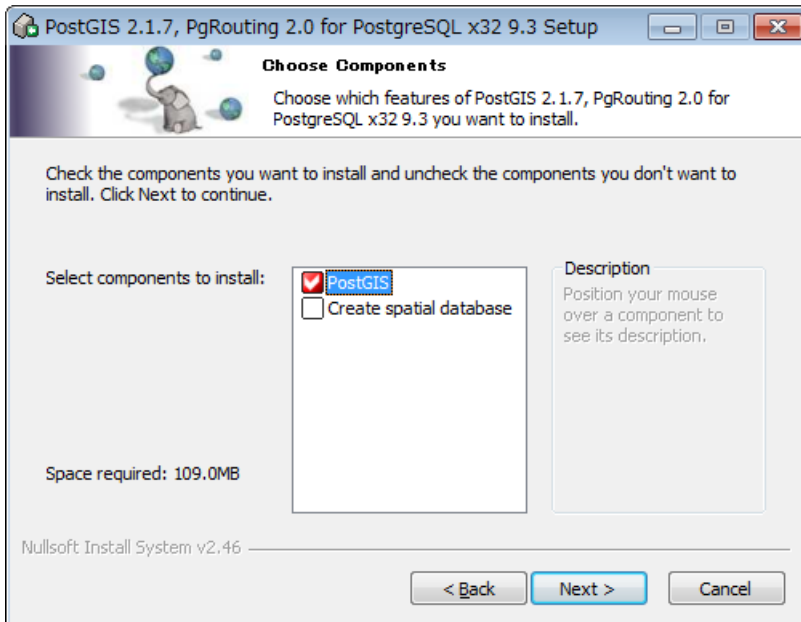 PostGIS 2.1.7, PgRouting 2.0 for PostgreSQL x32 9.3 Setup
Choose Components
Choose which features of PostGIS 2.1.7, PgRouting 2.0 for
PostgreSQL x32 9.3 you want to install.
Check the components you want to install and uncheck the components you don't want to
install. Click Next to continue.
Select components to install:
PostGIS
Create spatial database
Description
Position your mouse
over a component to
see its description.
Space required: 109.0MB
Nullsoft Install System v2.46
< Back
Next >
Cancel